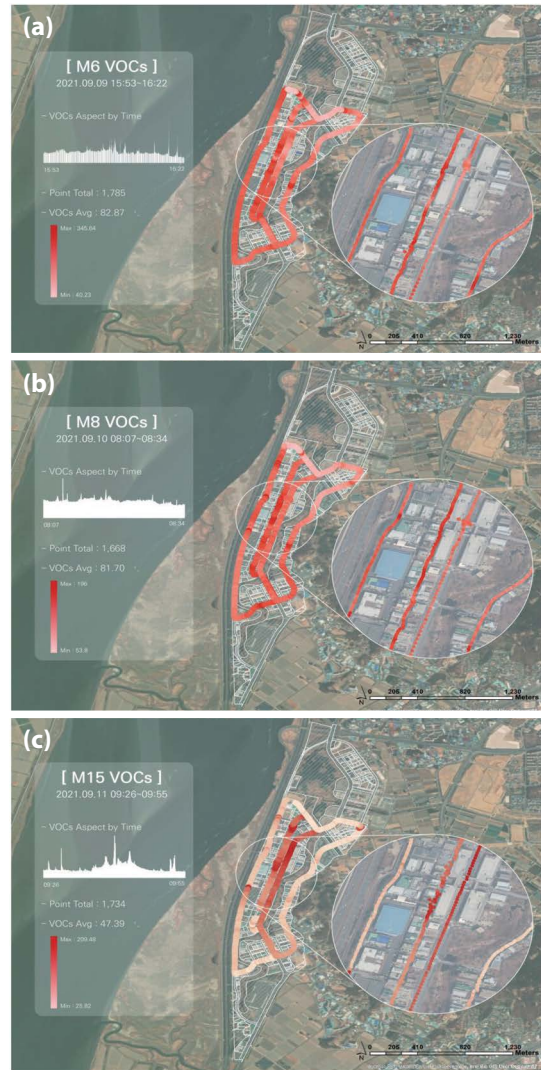 (a)
[ M6 VOCs ]
2021.09.09 15:53~16:22
- VOCs Aspect by Time
15:53
16:22
- Point Total : 1,785
- VOCs Avg : 82.87
Max : 345.64
Min : 40.23
N
0 205 410 820 1,230
Meters
(b)
[ M8 VOCs ]
2021.09.10 08:07~08:34
- VOCs Aspect by Time
08:07
08:34
- Point Total : 1,668
- VOCs Avg : 81.70
Max : 196
Min : 53.8
N
0 205 410 820 1,230
Meters
(c)
[ M15 VOCs ]
2021.09.11 09:26~09:55
- VOCs Aspect by Time
09:26
09:55
- Point Total : 1,734
- VOCs Avg : 47.39
Min : 25.92
N
0 205 410 820 1,230
Meters